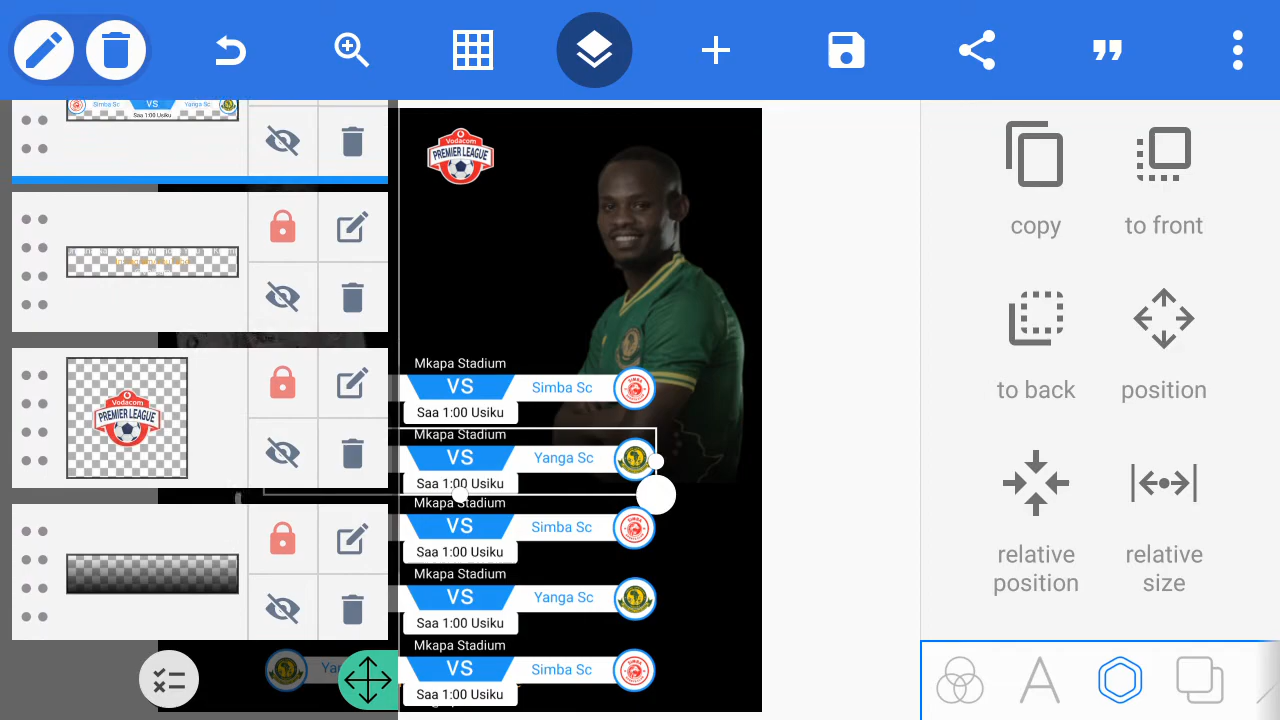 Simba Sc VS Yanga Sc
Saa 1:00 Usiku
Vodacom
PREMIER LEAGUE
Vodacom
PREMIER LEAGUE
Mkapa Stadium
VS Simba Sc
Saa 1:00 Usiku
Mkapa Stadium
VS Yanga Sc
Saa 1:00 Usiku
Mkapa Stadium
VS Simba Sc
Saa 1:00 Usiku
Mkapa Stadium
VS Yanga Sc
Saa 1:00 Usiku
Mkapa Stadium
VS Simba Sc
Saa 1:00 Usiku
copy
to front
to back
position
relative position
relative size